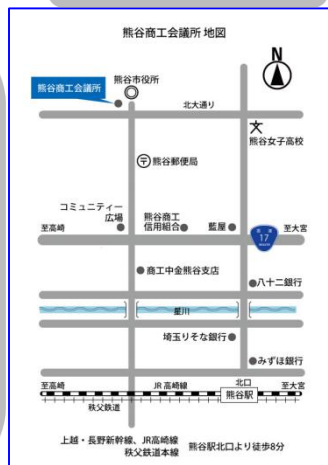 熊谷商工会議所 地図
N
熊谷市役所
熊谷商工会議所
北大通り
熊谷女子高校
熊谷郵便局
コミュニティー
広場
熊谷商工
信用組合
藍屋
至高崎
国道
17
至大宮
商工中金熊谷支店
八十二銀行
星川
埼玉りそな銀行
みずほ銀行
至高崎
JR高崎線
北口
熊谷駅
至大宮
秩父鉄道
上越・長野新幹線、JR高崎線
秩父鉄道本線
熊谷駅北口より徒歩8分